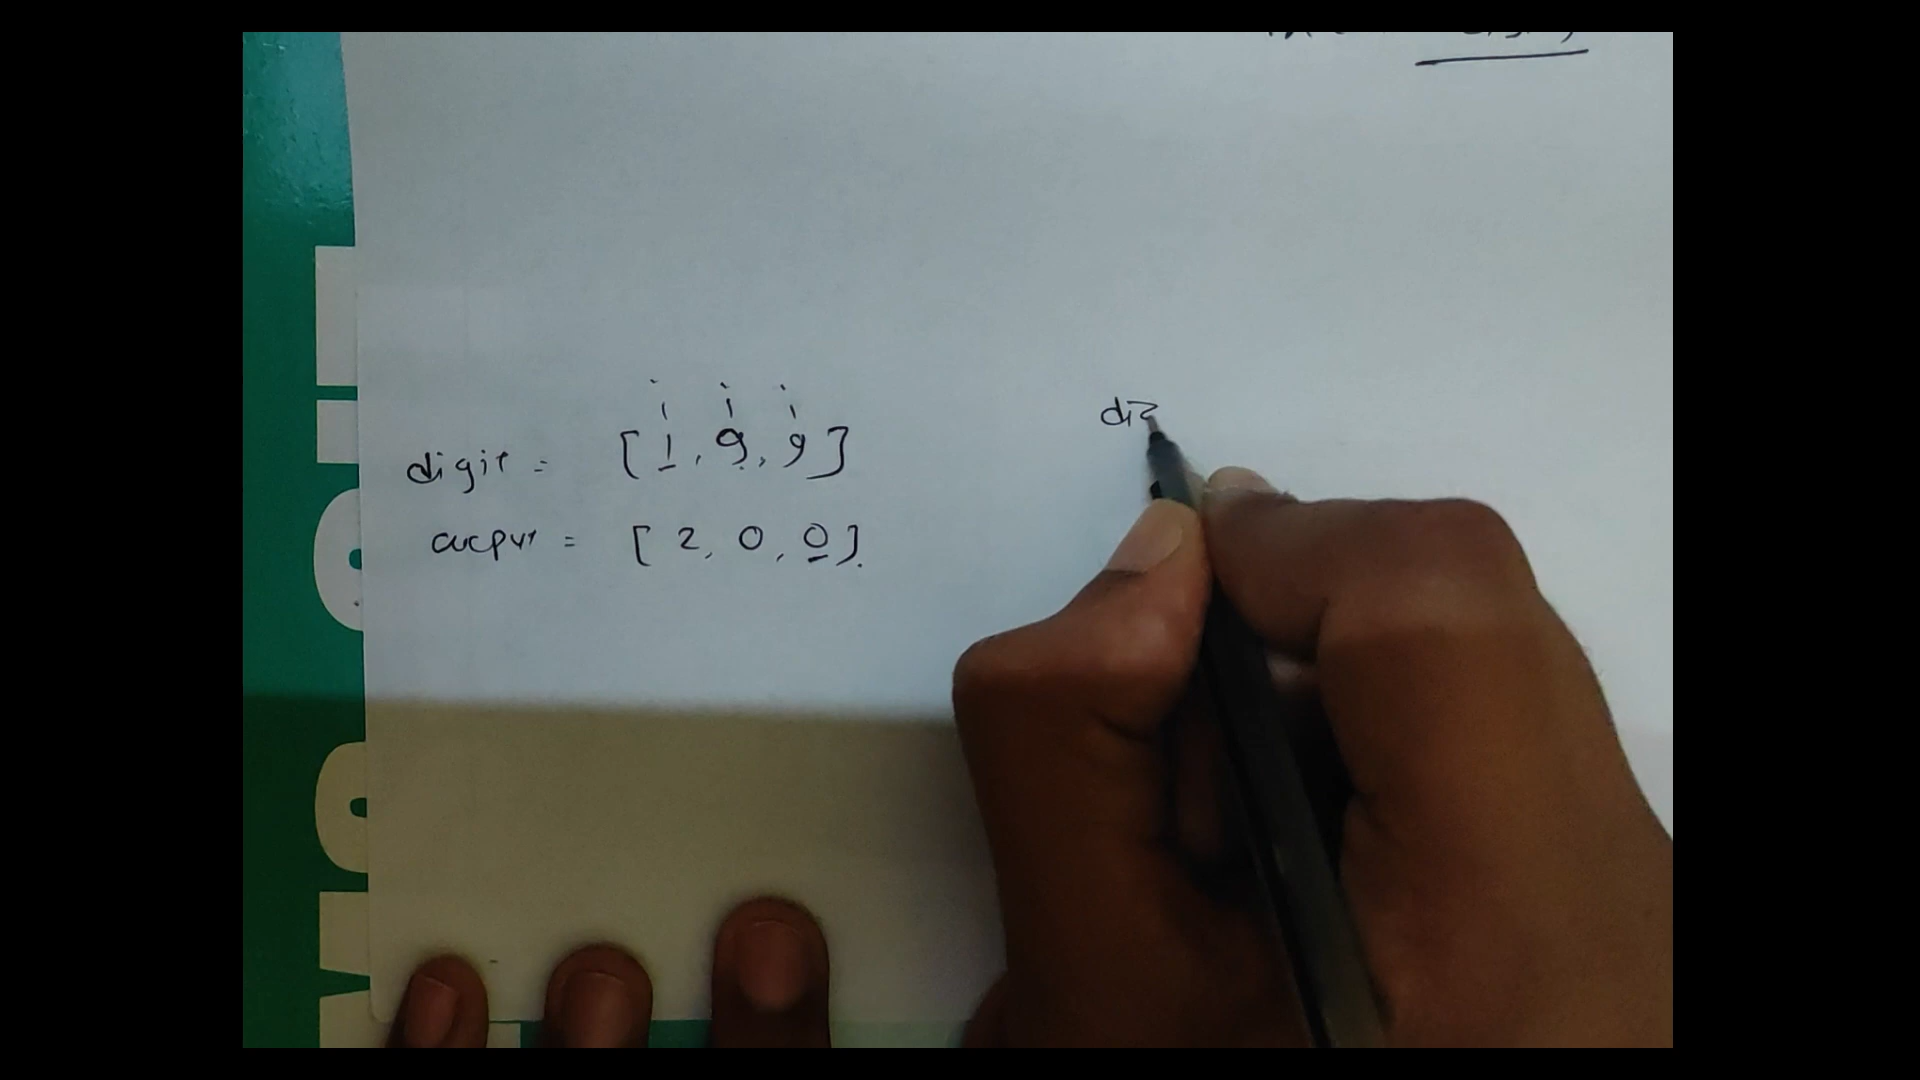 i i i
digit = [ 1, 9, 9 ]
output = [ 2, 0, 0 ].
di